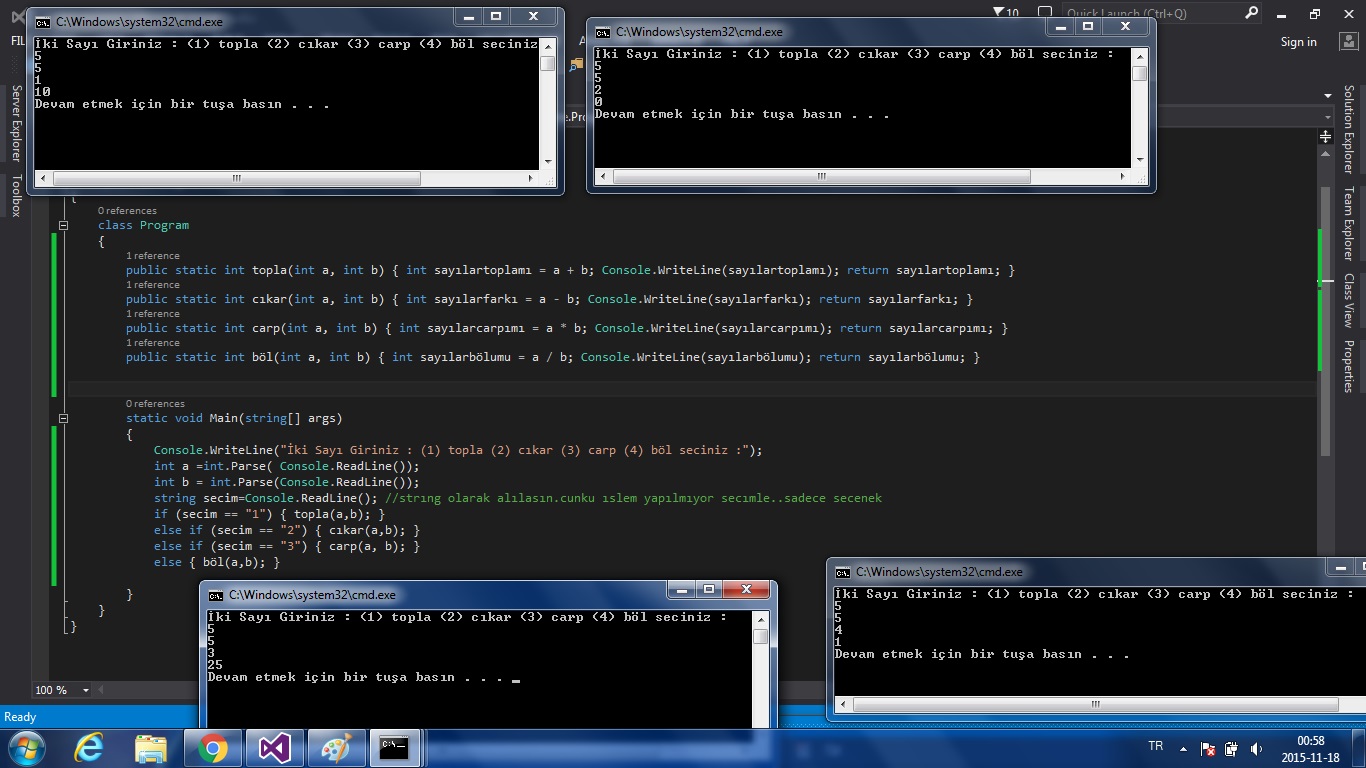 C:\Windows\system32\cmd.exe
İki Sayı Giriniz : (1) topla (2) cıkar (3) carp (4) böl seciniz
5
5
1
10
Devam etmek için bir tuşa basın . . .
C:\Windows\system32\cmd.exe
İki Sayı Giriniz : (1) topla (2) cıkar (3) carp (4) böl seciniz :
5
5
2
0
Devam etmek için bir tuşa basın . . .
10
Quick Launch (Ctrl+Q)
Sign in
FIL
Server Explorer
Toolbox
Solution Explorer
Team Explorer
Class View
Properties
e.Pro
{
0 references
class Program
{
1 reference
public static int topla(int a, int b) { int sayılartoplamı = a + b; Console.WriteLine(sayılartoplamı); return sayılartoplamı; }
1 reference
public static int cıkar(int a, int b) { int sayılarfarkı = a - b; Console.WriteLine(sayılarfarkı); return sayılarfarkı; }
1 reference
public static int carp(int a, int b) { int sayılarcarpımı = a * b; Console.WriteLine(sayılarcarpımı); return sayılarcarpımı; }
1 reference
public static int böl(int a, int b) { int sayılarbölumu = a / b; Console.WriteLine(sayılarbölumu); return sayılarbölumu; }
0 references
static void Main(string[] args)
{
Console.WriteLine("İki Sayı Giriniz : (1) topla (2) cıkar (3) carp (4) böl seciniz :");
int a =int.Parse( Console.ReadLine());
int b = int.Parse(Console.ReadLine());
string secim=Console.ReadLine(); //strıng olarak alılasın.cunku ıslem yapılmıyor secımle..sadece secenek
if (secim == "1") { topla(a,b); }
else if (secim == "2") { cıkar(a,b); }
else if (secim == "3") { carp(a, b); }
else { böl(a,b); }
}
}
}
C:\Windows\system32\cmd.exe
İki Sayı Giriniz : (1) topla (2) cıkar (3) carp (4) böl seciniz :
5
5
3
25
Devam etmek için bir tuşa basın . . . _
C:\Windows\system32\cmd.exe
İki Sayı Giriniz : (1) topla (2) cıkar (3) carp (4) böl seciniz :
5
5
4
1
Devam etmek için bir tuşa basın . . .
100 %
Ready
TR
00:58
2015-11-18